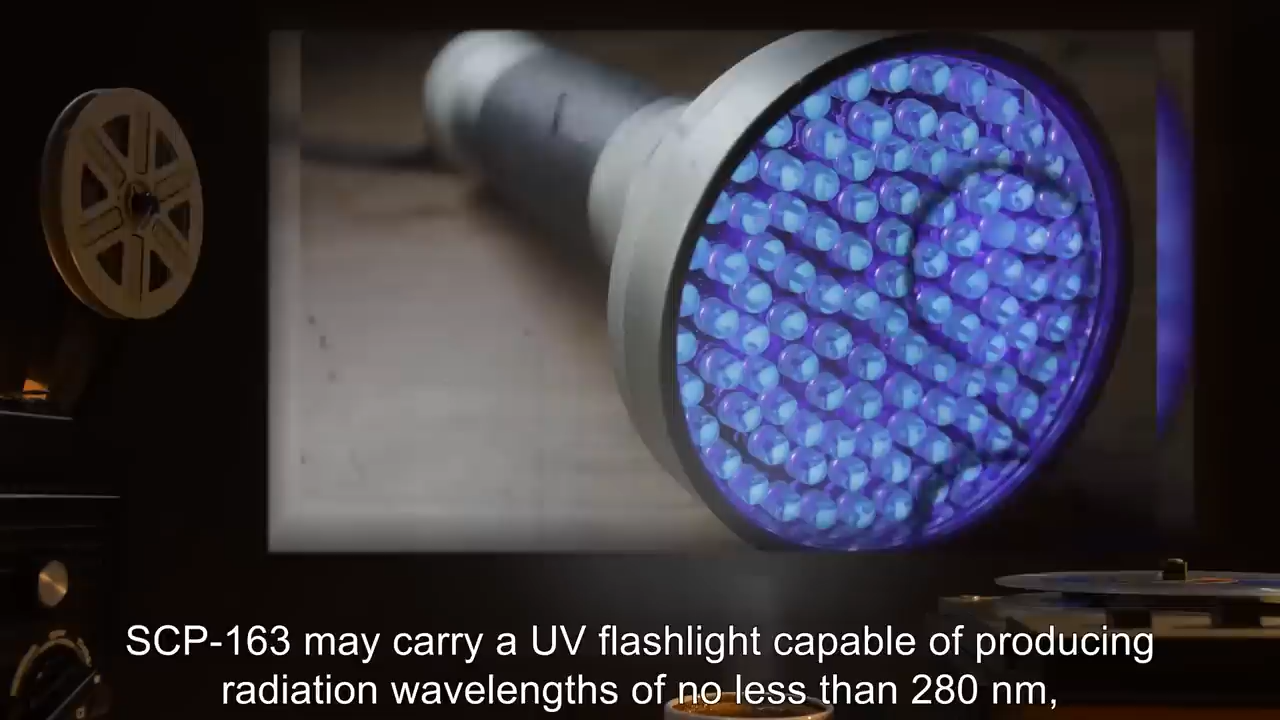 SCP-163 may carry a UV flashlight capable of producing
radiation wavelengths of no less than 280 nm,